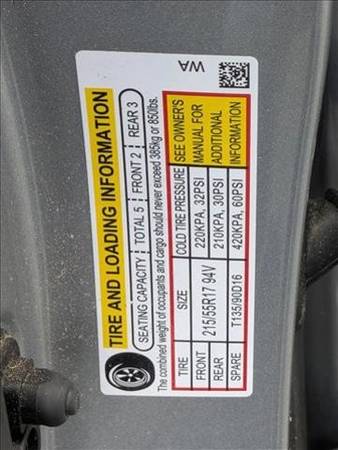 WA
TIRE AND LOADING INFORMATION
SEATING CAPACITY | TOTAL 5 | FRONT 2 | REAR 3
The combined weight of occupants and cargo should never exceed 385kg or 850lbs.
TIRE SIZE COLD TIRE PRESSURE SEE OWNER'S
FRONT 215/55R17 94V 220KPA, 32PSI MANUAL FOR
REAR 210KPA, 30PSI ADDITIONAL
SPARE T135/90D16 420KPA, 60PSI INFORMATION